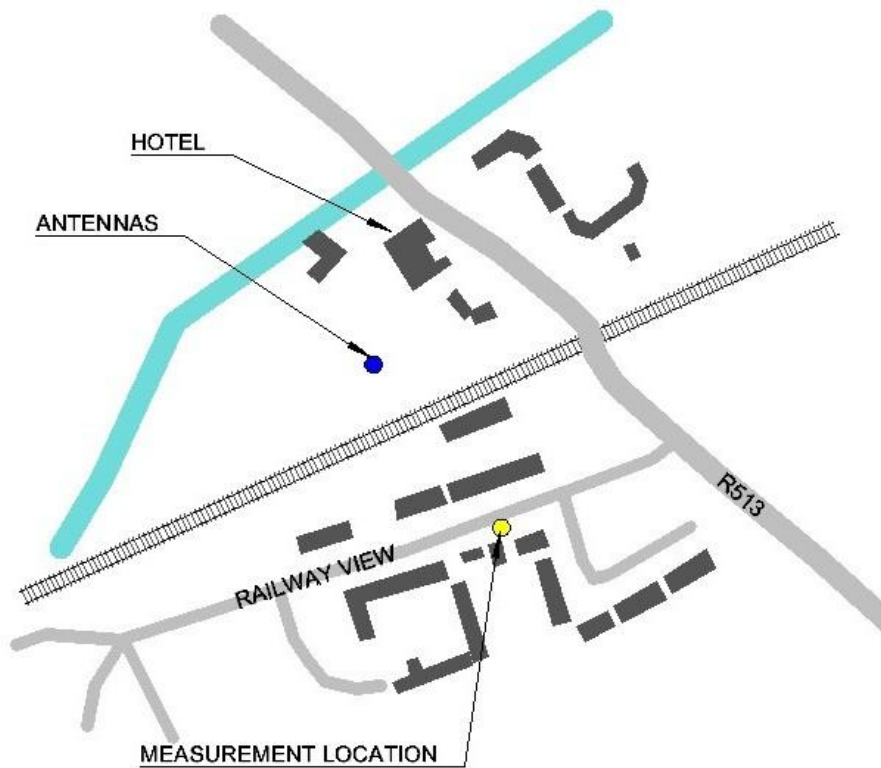 HOTEL
ANTENNAS
R513
RAILWAY VIEW
MEASUREMENT LOCATION